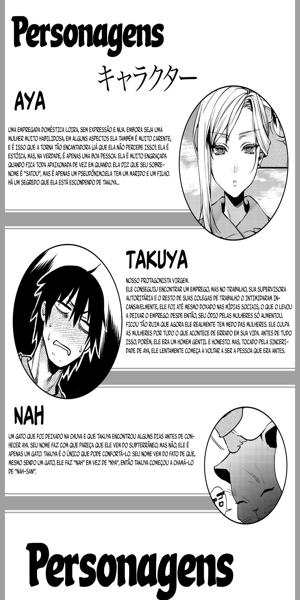 Personagens
キャラクター
AYA
UMA EMPREGADA DOMÉSTICA LOIRA, SEM EXPRESSÃO E NUA. EMBORA SEJA UMA
MULHER MUITO HABILIDOSA, EM ALGUNS ASPECTOS ELA TAMBÉM É MUITO CARENTE,
E É ISSO QUE A TORNA TÃO ENCANTADORA (JÁ QUE ELA NÃO PERCEBE ISSO). ELA É
ESTÓICA, MAS, NA VERDADE, É APENAS UMA BOA PESSOA. ELA É MUITO ENGRAÇADA
QUANDO FICA TODA APAIXONADA DE VEZ EM QUANDO. ELA DIZ QUE SEU SOBRE-
NOME É "SATOU", MAS É APENAS UM PSEUDÔNIMO(ELA TEM UM MARIDO E UM FILHO).
HÁ UM SEGREDO QUE ELA ESTÁ ESCONDENDO DE TAKUYA...
TAKUYA
NOSSO PROTAGONISTA VIRGEM.
ELE CONSEGUIU ENCONTRAR UM EMPREGO, MAS NO TRABALHO, SUA SUPERVISORA
AUTORITÁRIA E O RESTO DE SUAS COLEGAS DE TRABALHO O INTIMIDARAM IN-
CANSAVELMENTE, ELE FOI ATÉ MESMO DOXADO NAS MÍDIAS SOCIAIS, O QUE O LEVOU
A DEIXAR O EMPREGO. DESDE ENTÃO, SEU ÓDIO PELAS MULHERES SÓ AUMENTOU,
FICOU TÃO RUIM QUE AGORA ELE REALMENTE TEM MEDO DAS MULHERES. ELE CULPA
AS MULHERES POR TUDO O QUE ACONTECE DE ERRADO EM SUA VIDA. ANTES DE TUDO
ISSO, PORÉM, ELE ERA UM HOMEM GENTIL E HONESTO. MAS, TOCADO PELA SINCERI-
DADE DE AYA, ELE LENTAMENTE COMEÇA A VOLTAR A SER A PESSOA QUE ERA ANTES.
NAH
UM GATO QUE FOI DEIXADO NA CHUVA E QUE TAKUYA ENCONTROU ALGUNS DIAS ANTES DE CON-
HECER AYA. SEU NOME FAZ COM QUE PAREÇA QUE ELE VEM DO SUBTERRÂNEO, MAS NÃO, ELE É
APENAS UM GATO. TAKUYA É O ÚNICO QUE PODE CONFORTÁ-LO. SEU NOME VEM DO FATO DE QUE,
MESMO SENDO UM GATO, ELE FAZ "NAH" EM VEZ DE "NYA", ENTÃO TAKUYA COMEÇOU A CHAMÁ-LO
DE "NAH-SAN".
Personagens